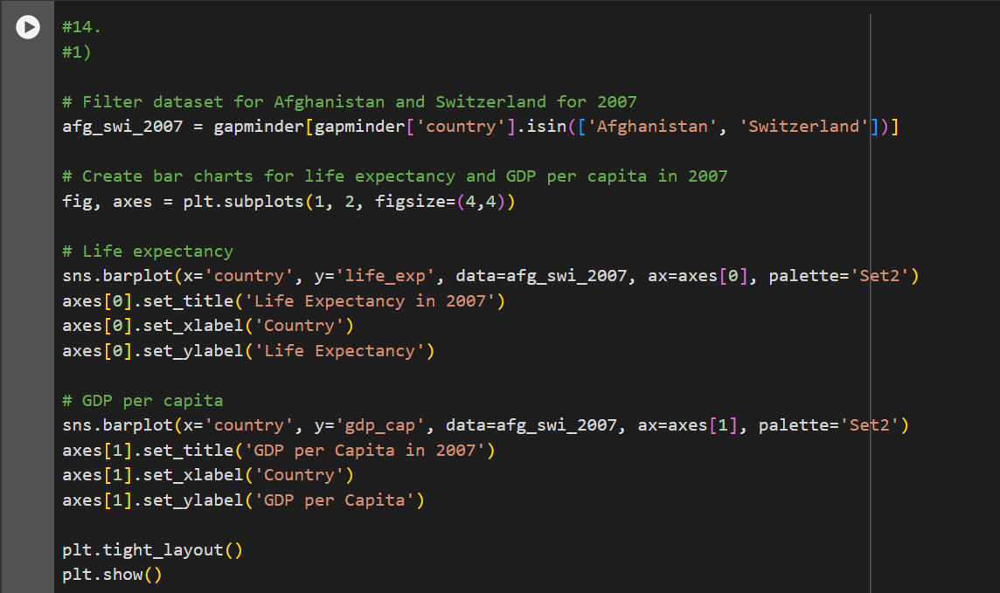 #14.
#1)
# Filter dataset for Afghanistan and Switzerland for 2007
afg_swi_2007 = gapminder[gapminder['country'].isin(['Afghanistan', 'Switzerland'])]
# Create bar charts for life expectancy and GDP per capita in 2007
fig, axes = plt.subplots(1, 2, figsize=(4,4))
# Life expectancy
sns.barplot(x='country', y='life_exp', data=afg_swi_2007, ax=axes[0], palette='Set2')
axes[0].set_title('Life Expectancy in 2007')
axes[0].set_xlabel('Country')
axes[0].set_ylabel('Life Expectancy')
# GDP per capita
sns.barplot(x='country', y='gdp_cap', data=afg_swi_2007, ax=axes[1], palette='Set2')
axes[1].set_title('GDP per Capita in 2007')
axes[1].set_xlabel('Country')
axes[1].set_ylabel('GDP per Capita')
plt.tight_layout()
plt.show()